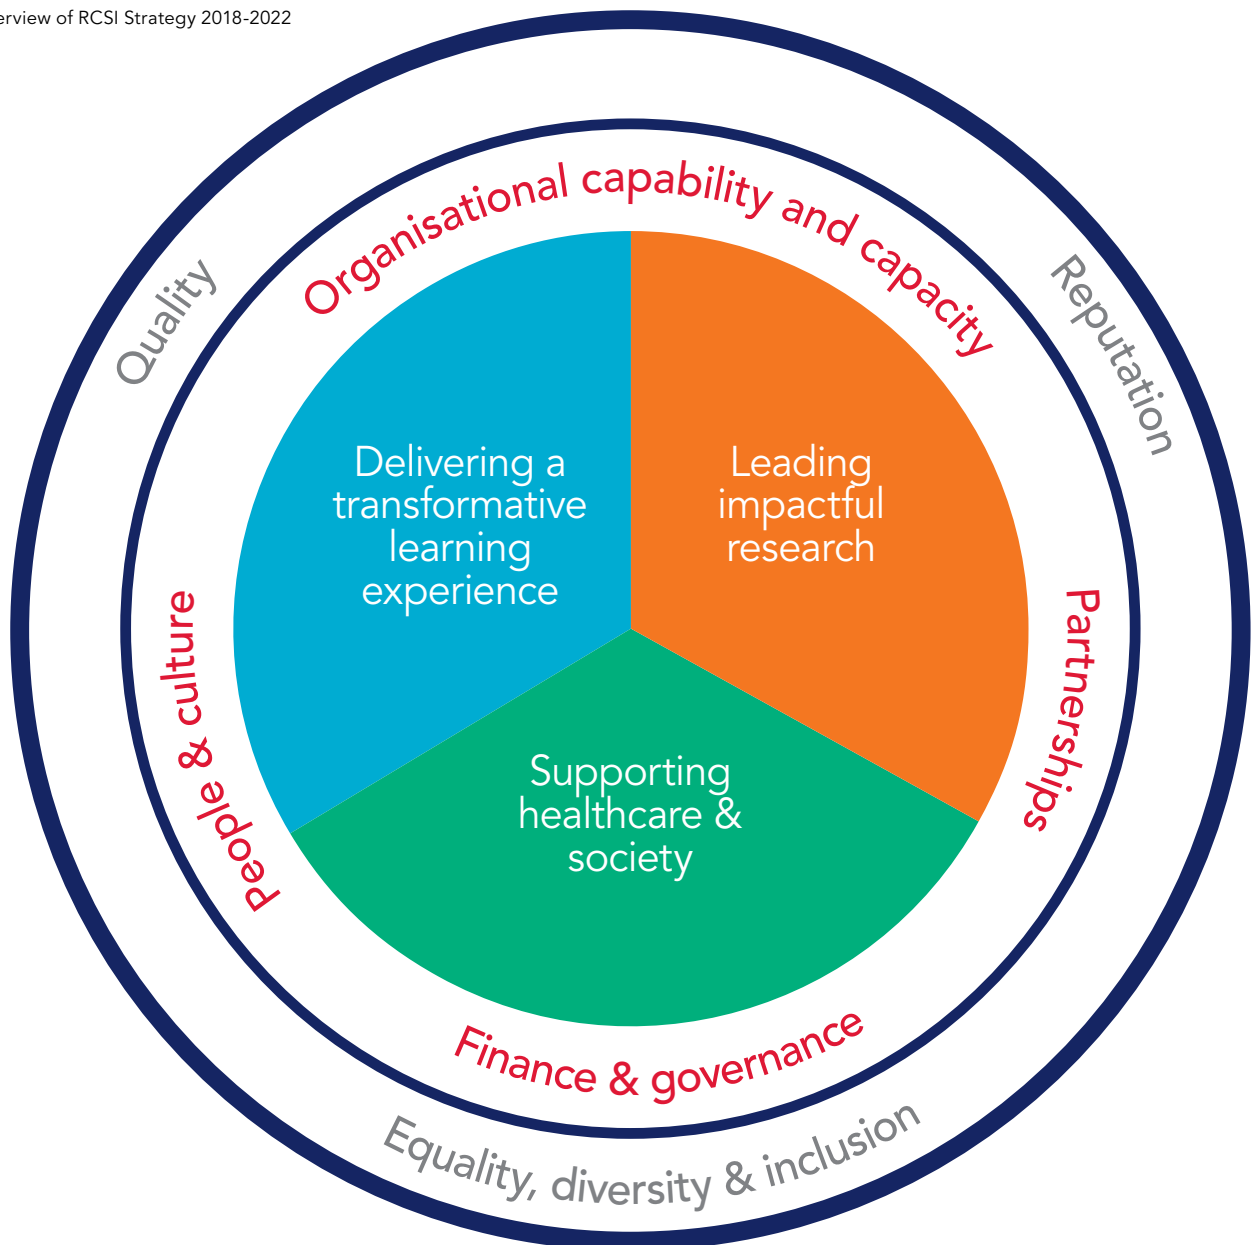 erview of RCSI Strategy 2018-2022
Organisational capability and capacity
Quality
Reputation
Delivering a
transformative
learning
experience
Leading
impactful
research
People & culture
Partnerships
Supporting
healthcare &
society
Finance & governance
Equality, diversity & inclusion